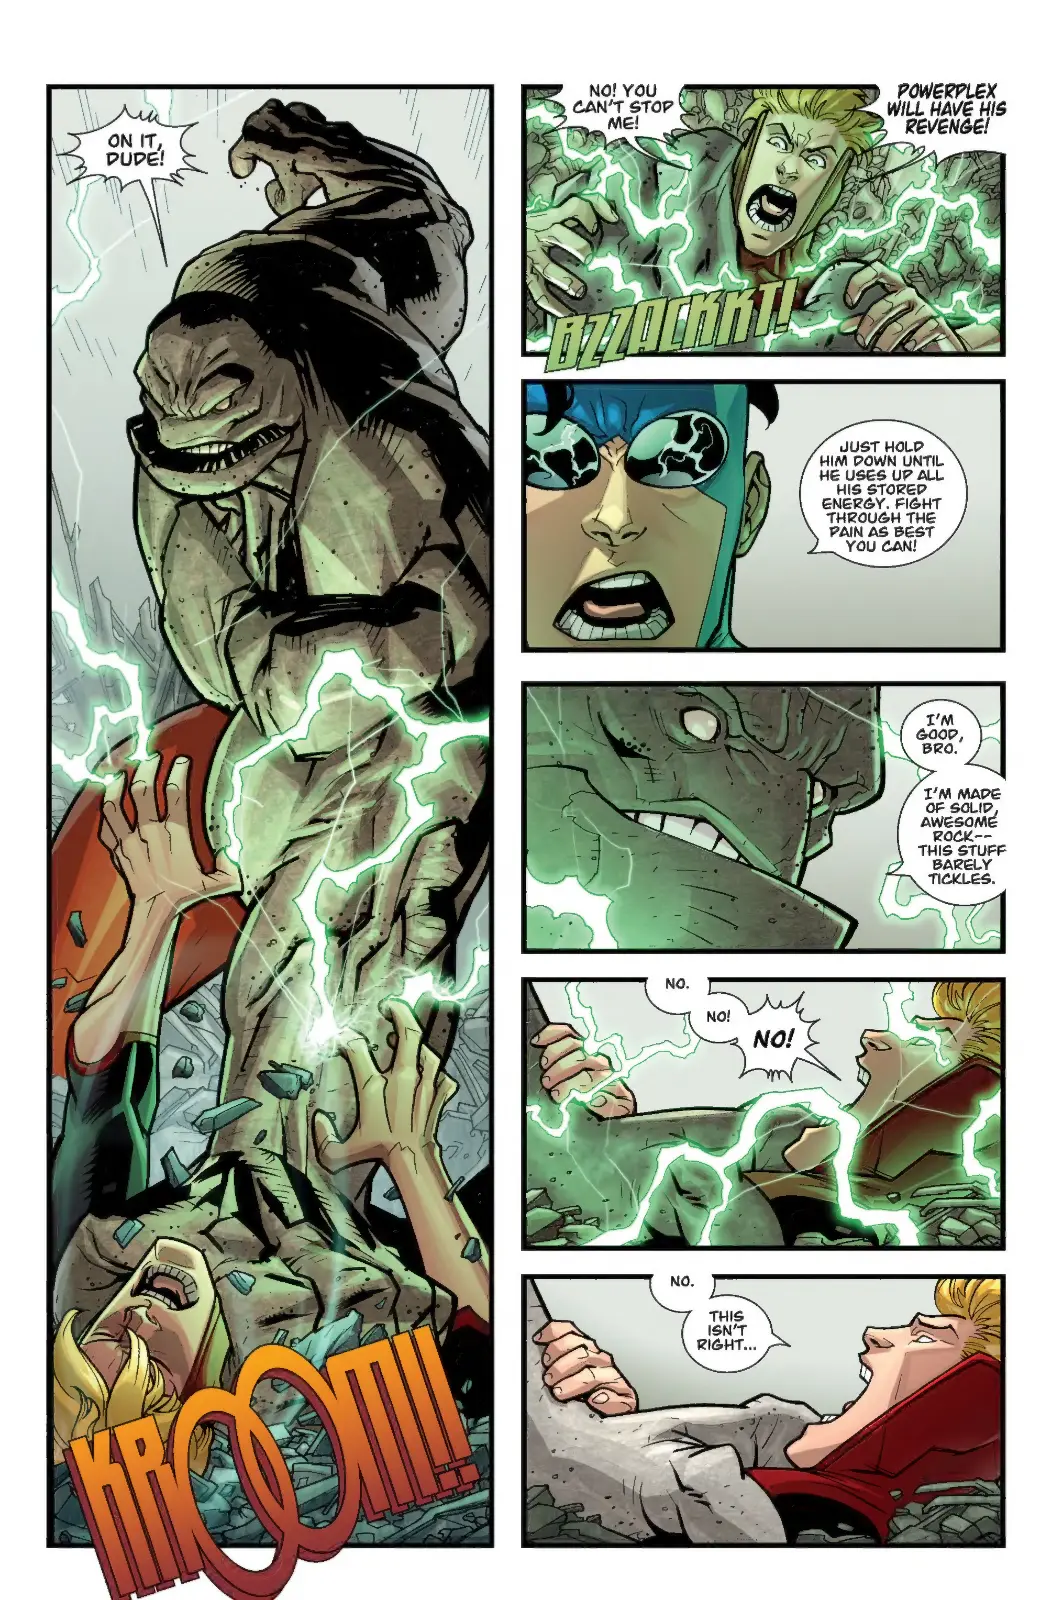 ON IT,
DUDE!
KROOM!!
NO! YOU
CAN'T STOP
ME!
POWERPLEX
WILL HAVE HIS
REVENGE!
BZZACKKKT!
JUST HOLD
HIM DOWN UNTIL
HE USES UP ALL
HIS STORED
ENERGY. FIGHT
THROUGH THE
PAIN AS BEST
YOU CAN!
I'M
GOOD,
BRO.
I'M MADE
OF SOLID,
AWESOME
ROCK--
THIS STUFF
BARELY
TICKLES.
NO.
NO!
NO!
NO.
THIS
ISN'T
RIGHT...